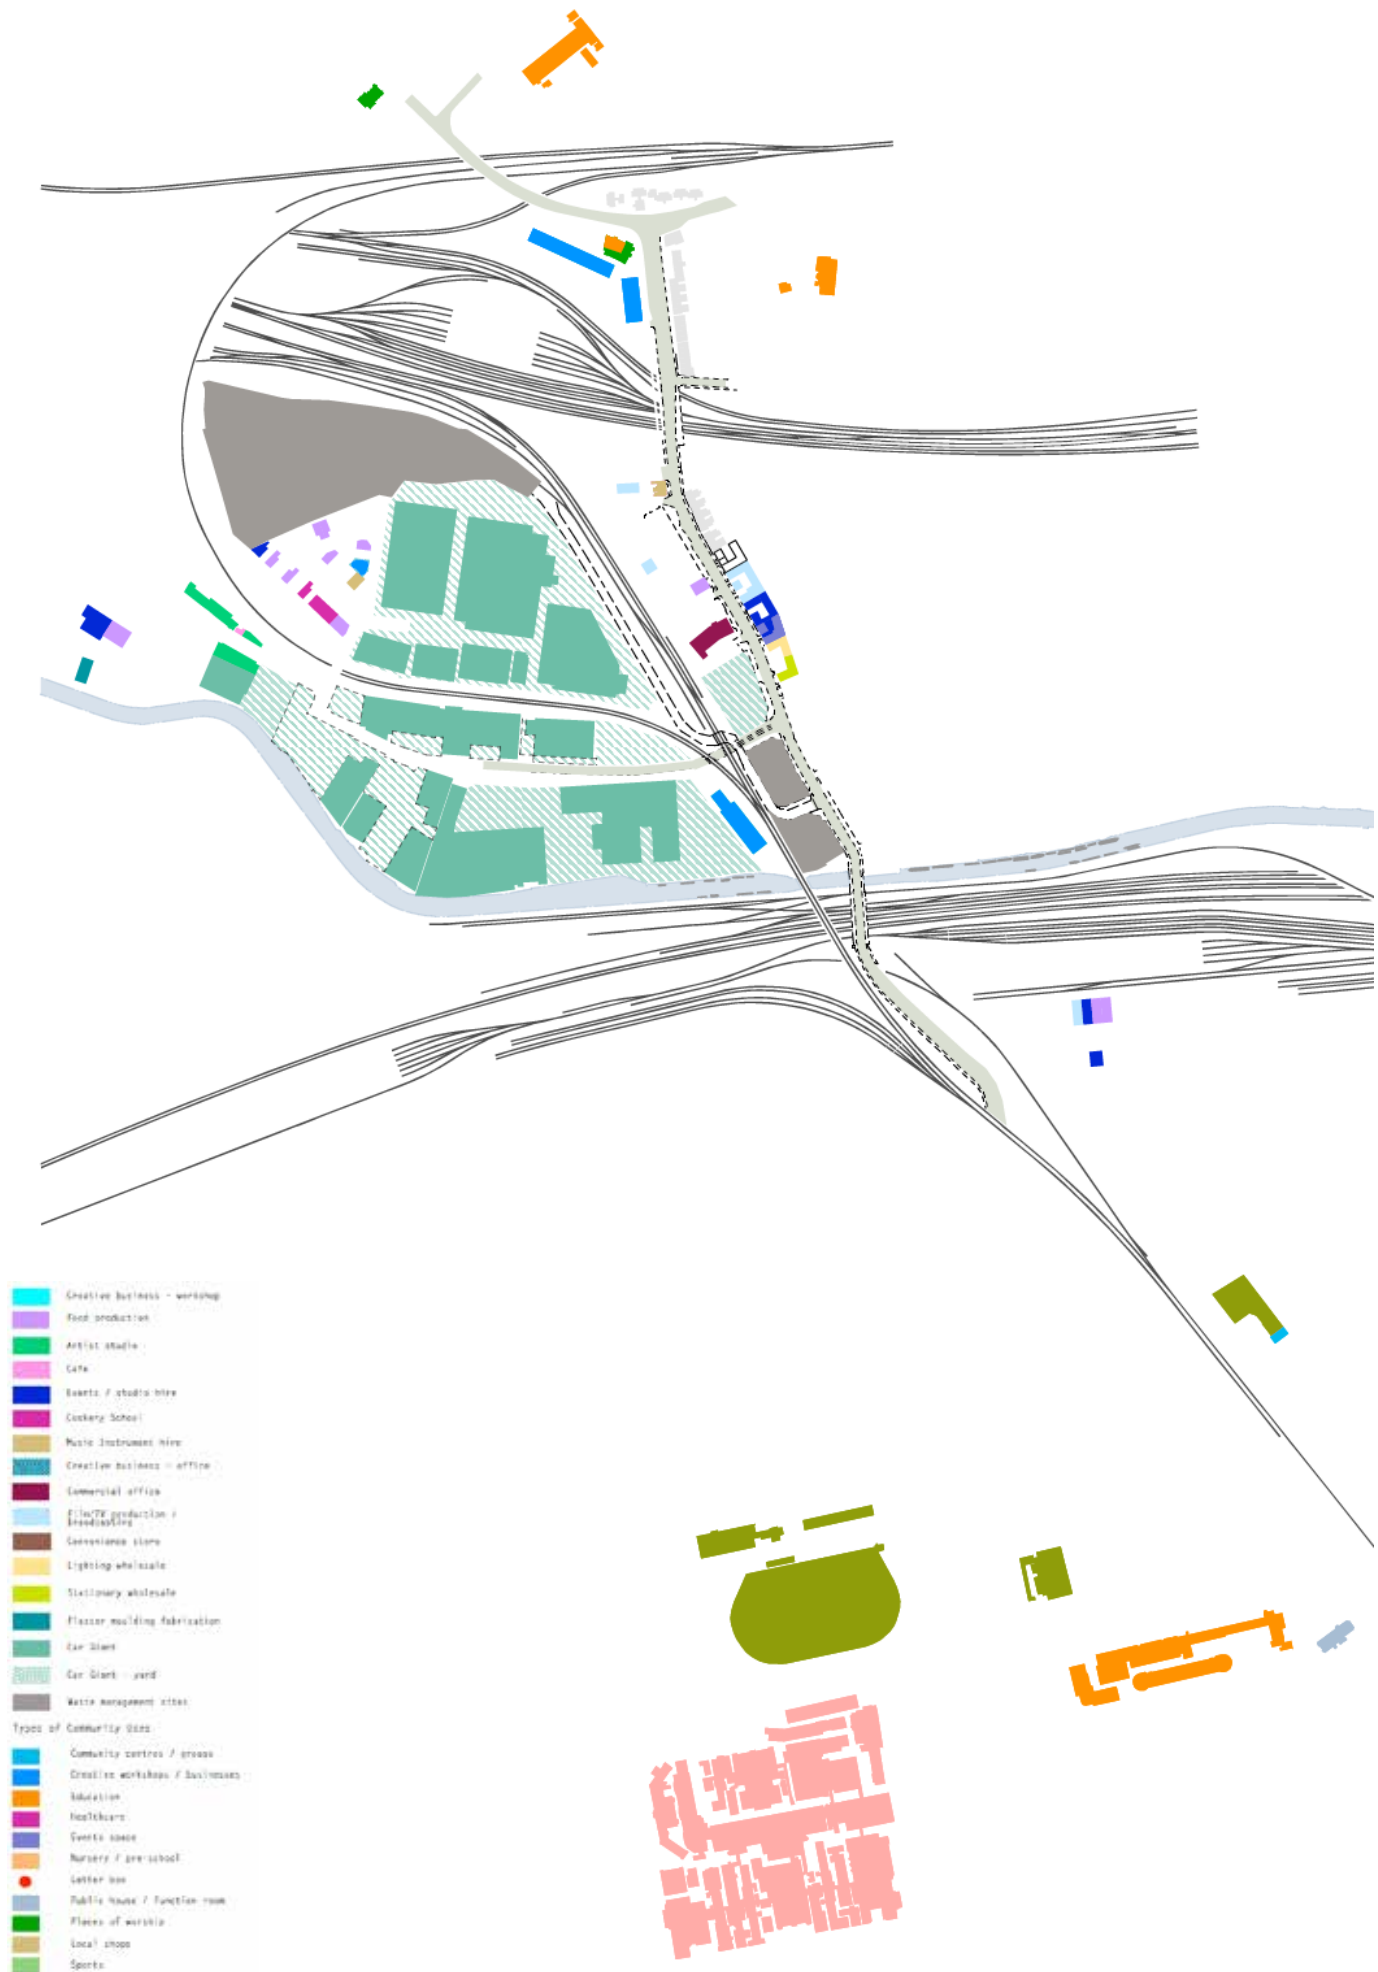 Creative business - workshop
Food production
Artist studio
Cafe
Events / studio hire
Cookery School
Music Instrument hire
Creative business - office
Commercial office
Film/TV production /
broadcasting
Convenience store
Lighting wholesale
Stationary wholesale
Plaster moulding fabrication
Car Giant
Car Giant - yard
Waste management sites
Types of Community Uses
Community centres / groups
Creative workshops / businesses
Education
Healthcare
Events space
Nursery / pre-school
Letter box
Public house / Function room
Places of worship
Local shops
Sports